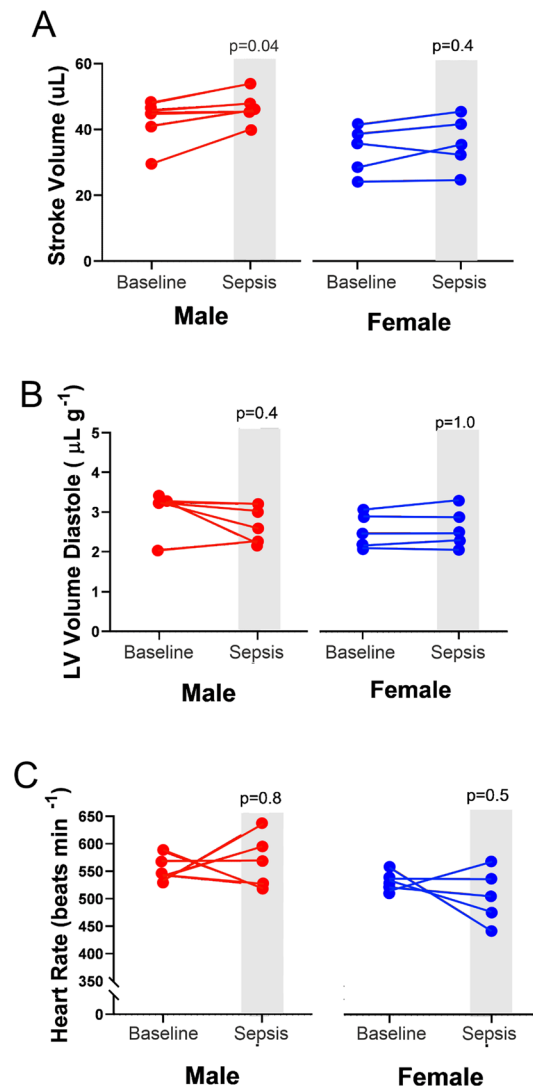 A
p=0.04 p=0.4
Stroke Volume (uL)
60
40
20
0
Baseline Sepsis Baseline Sepsis
Male Female
B
p=0.4 p=1.0
LV Volume Diastole ( μL g⁻¹)
5
4
3
2
1
0
Baseline Sepsis Baseline Sepsis
Male Female
C
p=0.8 p=0.5
Heart Rate (beats min ⁻¹)
650
600
550
500
450
400
350
0
Baseline Sepsis Baseline Sepsis
Male Female